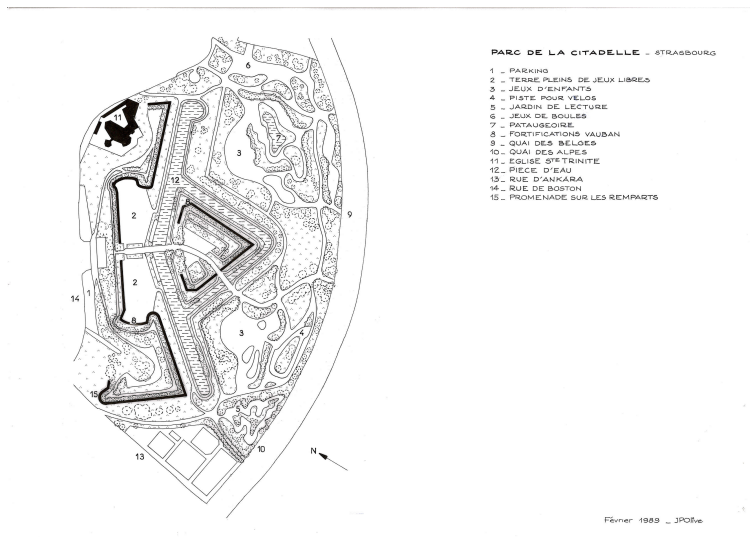 PARC DE LA CITADELLE _ STRASBOURG
1 _ PARKING
2 _ TERRE PLEINS DE JEUX LIBRES
3 _ JEUX D'ENFANTS
4 _ PISTE POUR VELOS
5 _ JARDIN DE LECTURE
6 _ JEUX DE BOULES
7 _ PATAUGEOIRE
8 _ FORTIFICATIONS VAUBAN
9 _ QUAI DES BELGES
10 _ QUAI DES ALPES
11 _ EGLISE STE TRINITE
12 _ PIECE D'EAU
13 _ RUE D'ANKARA
14 _ RUE DE BOSTON
15 _ PROMENADE SUR LES REMPARTS
6
11
7
3
12
8
2
9
2
14
1
8
3
4
15
5
10
13
N
Février 1989 _ JPOlive